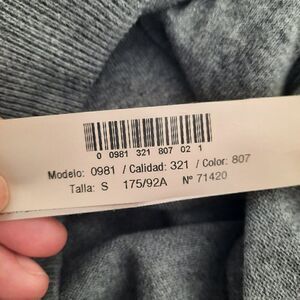 0 0981 321 807 02 1
Modelo: 0981 / Calidad: 321 / Color: 807
Talla: S 175/92A Nº 71420